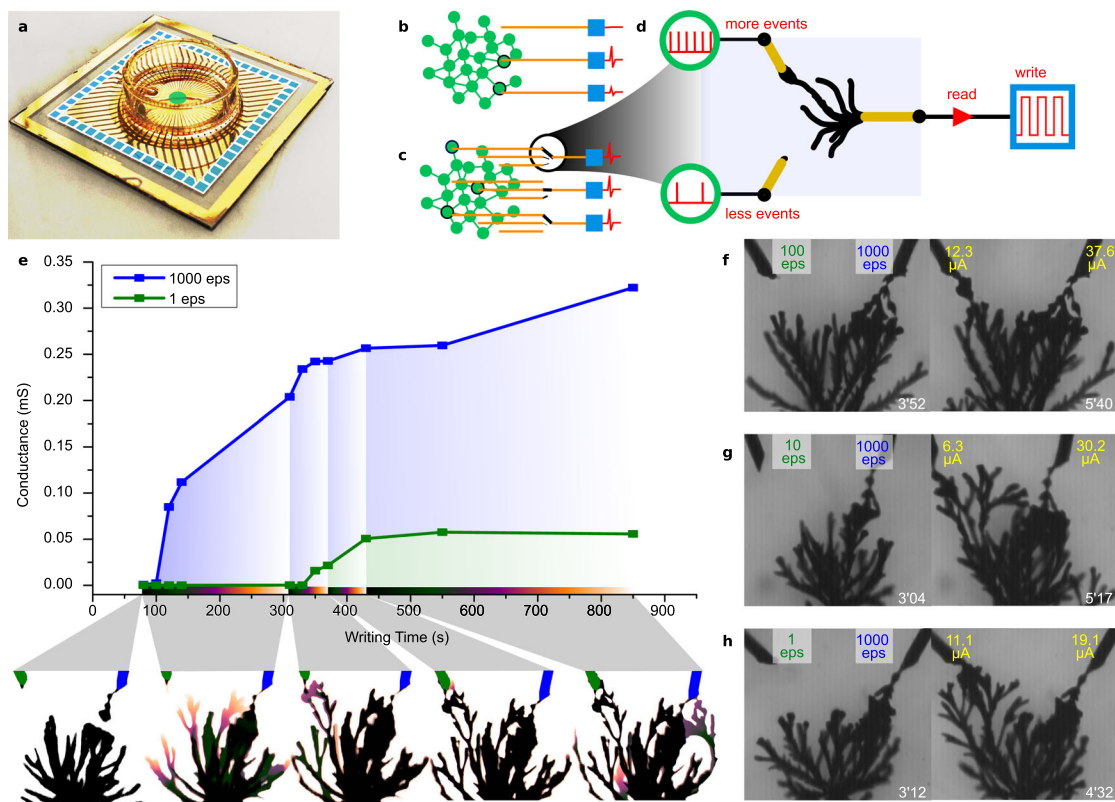 a
b
c
d
more events
less events
read
write
e
0.35
0.30
0.25
0.20
0.15
0.10
0.05
0.00
Conductance (mS)
1000 eps
1 eps
0 100 200 300 400 500 600 700 800 900
Writing Time (s)
f
100
eps
1000
eps
12.3
µA
37.6
µA
3'52
5'40
g
10
eps
1000
eps
6.3
µA
30.2
µA
3'04
5'17
h
1
eps
1000
eps
11.1
µA
19.1
µA
3'12
4'32